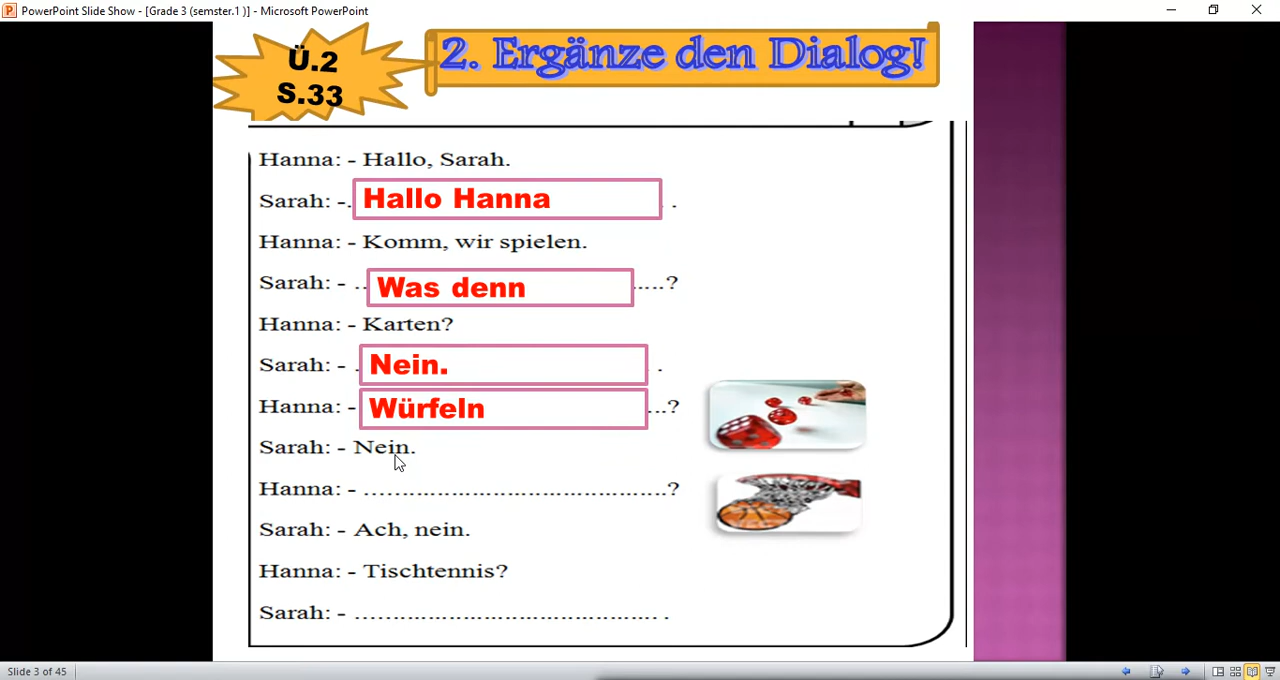 PowerPoint Slide Show - [Grade 3 (semster.1 )] - Microsoft PowerPoint
Ü.2
S.33
2. Ergänze den Dialog!
Hanna: - Hallo, Sarah.
Sarah: -. Hallo Hanna .
Hanna: - Komm, wir spielen.
Sarah: - .. Was denn .....?
Hanna: - Karten?
Sarah: - . Nein. .
Hanna: - Würfeln ...?
Sarah: - Nein.
Hanna: - ............................................?
Sarah: - Ach, nein.
Hanna: - Tischtennis?
Sarah: - ............................................ .
Slide 3 of 45